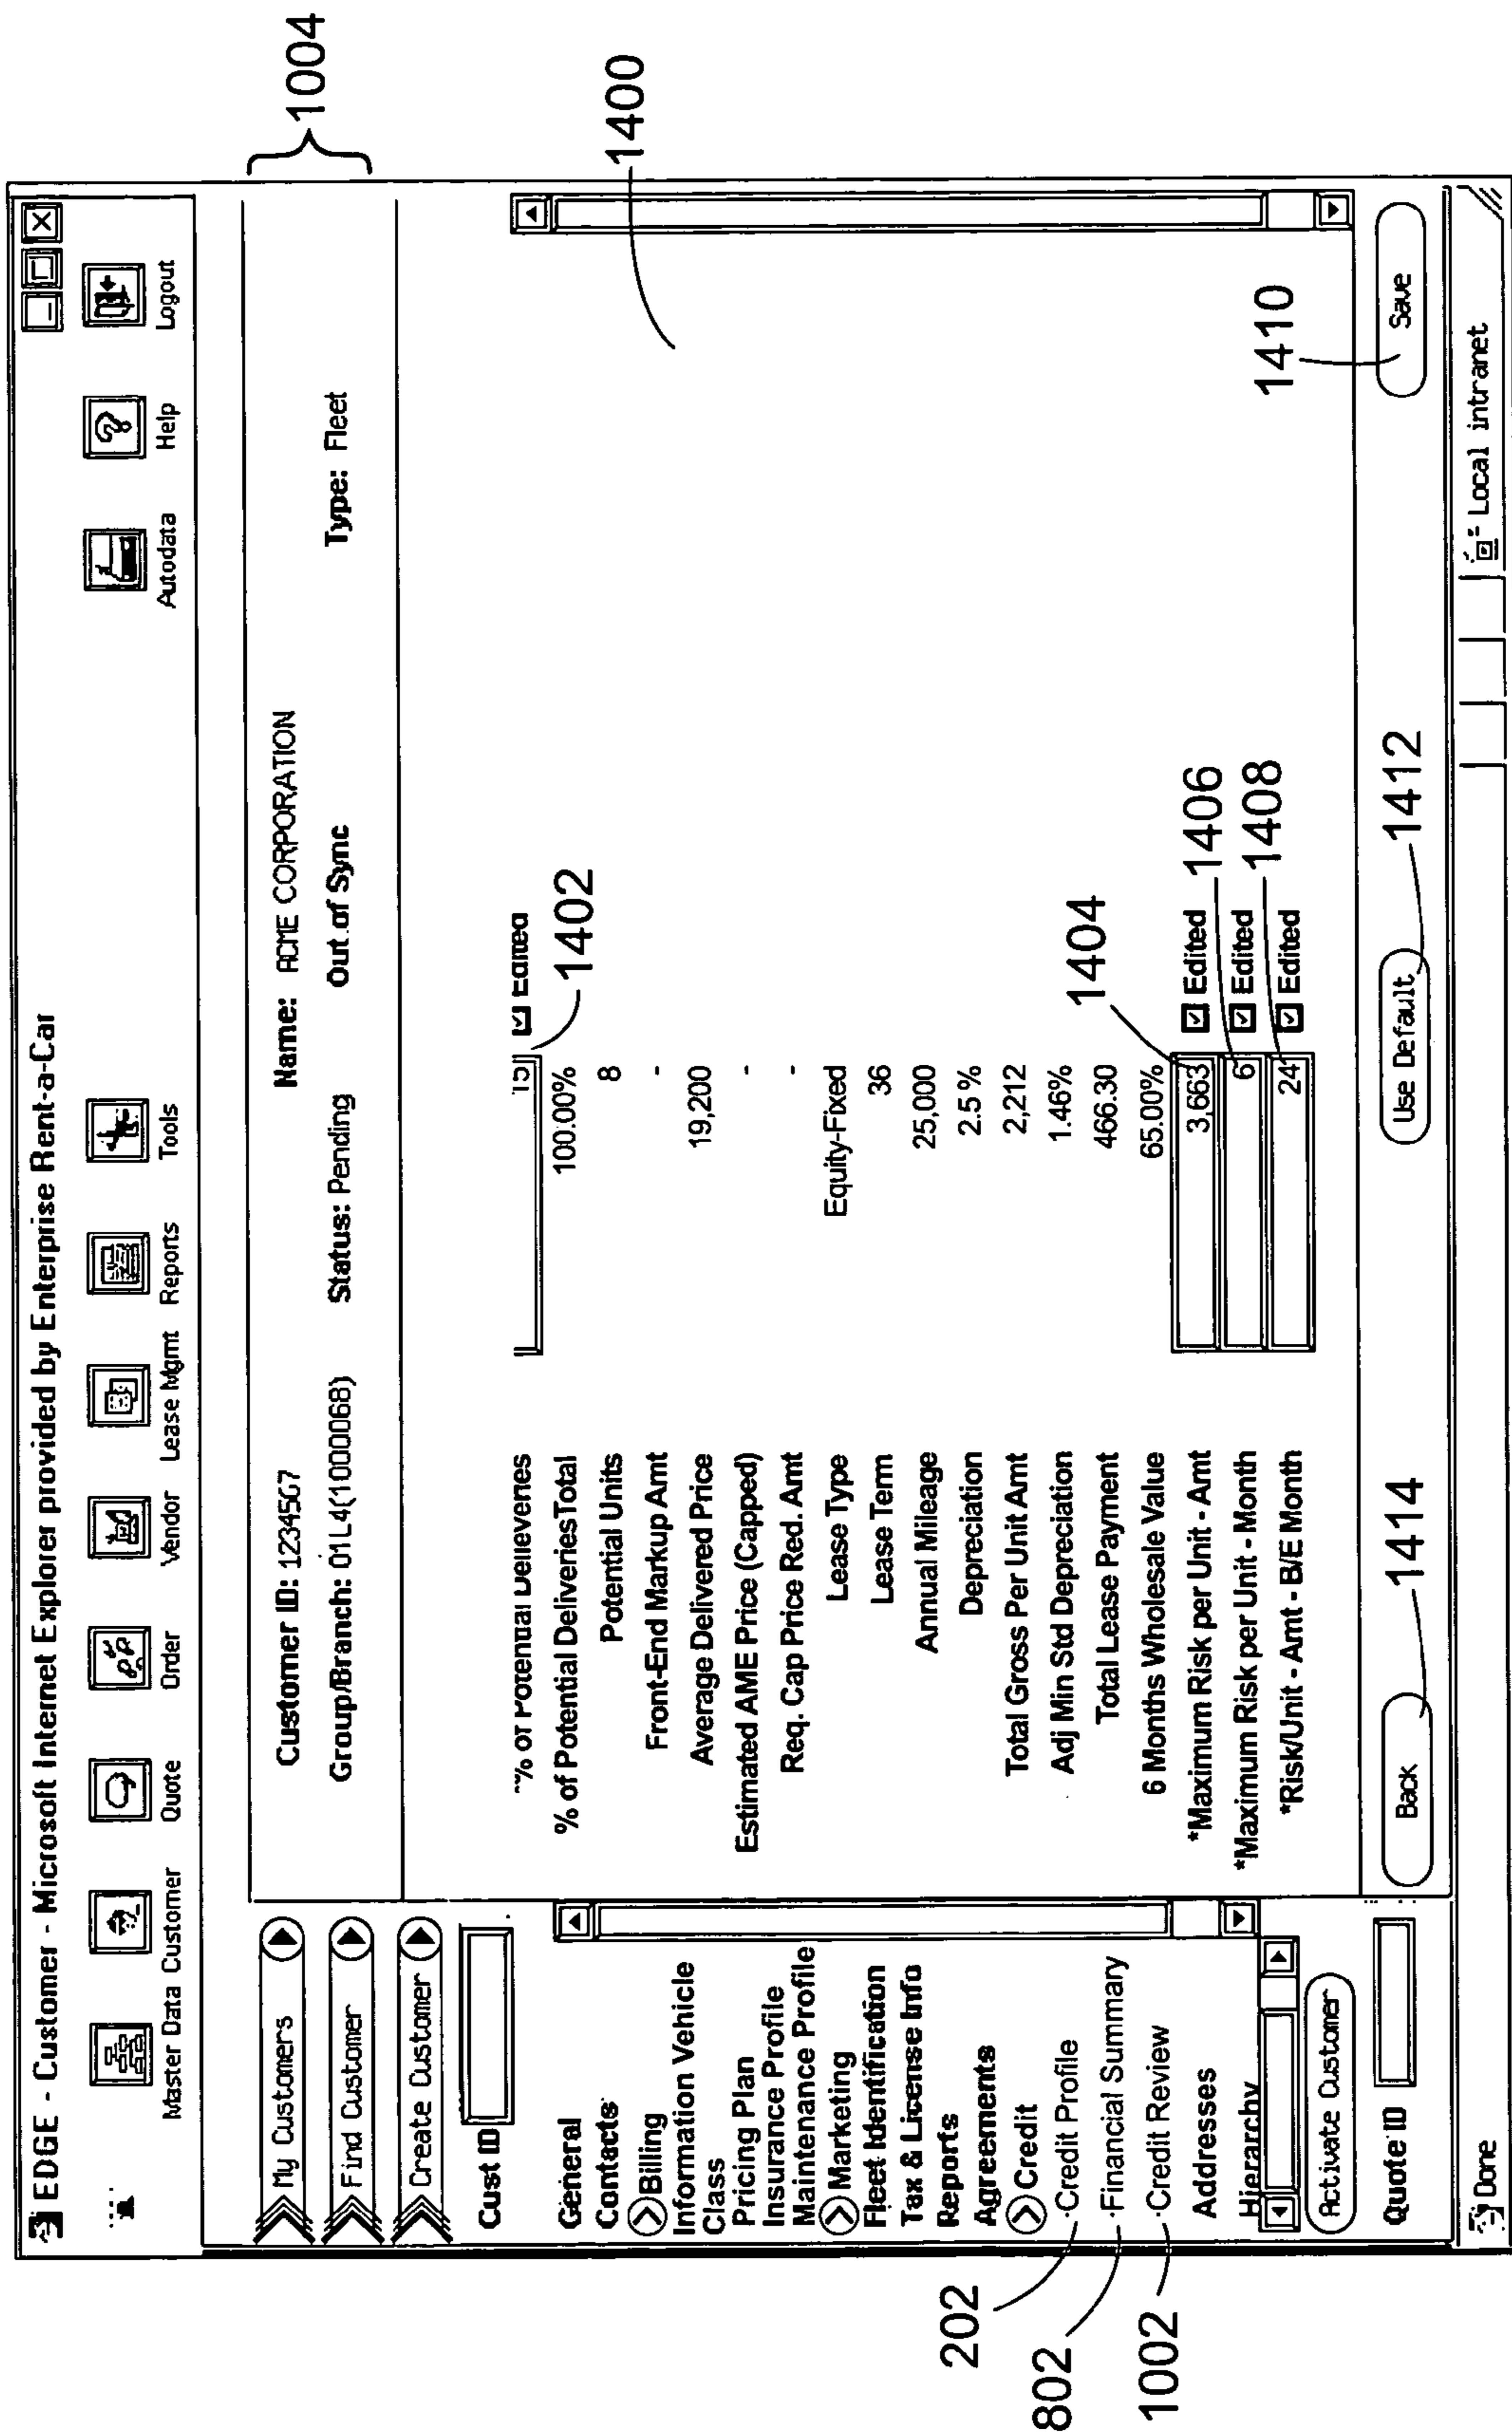 EDGE - Customer - Microsoft Internet Explorer provided by Enterprise Rent-a-Car
Master Data Customer Quote Order Vendor Lease Mgmt Reports Tools Autodata Help Logout
My Customers
Find Customer
Create Customer
Customer ID: 1234567 Name: ACME CORPORATION
Group/Branch: 01L4(1000068) Status: Pending Out of Sync Type: Fleet
1004
Cust ID
General
Contacts
Billing
Information Vehicle
Class
Pricing Plan
Insurance Profile
Maintenance Profile
Marketing
Fleet Identification
Tax & License Info
Reports
Agreements
Credit
·Credit Profile
·Financial Summary
·Credit Review
Addresses
Hierarchy
Activate Customer
Quote ID
202
802
1002
% of Potential Deliveries Edited
1402
% of Potential DeliveriesTotal 100.00%
Potential Units 8
Front-End Markup Amt -
Average Delivered Price 19,200
Estimated AME Price (Capped) -
Req. Cap Price Red. Amt -
Lease Type Equity-Fixed
Lease Term 36
Annual Mileage 25,000
Depreciation 2.5 %
Total Gross Per Unit Amt 2,212
Adj Min Std Depreciation 1.46%
Total Lease Payment 466.30
6 Months Wholesale Value 65.00%
*Maximum Risk per Unit - Amt 3,663 Edited
*Maximum Risk per Unit - Month 6 Edited
*Risk/Unit - Amt - B/E Month 24 Edited
1400
1404
1406
1408
1410
Back Use Default Save
1414
1412
Done Local intranet